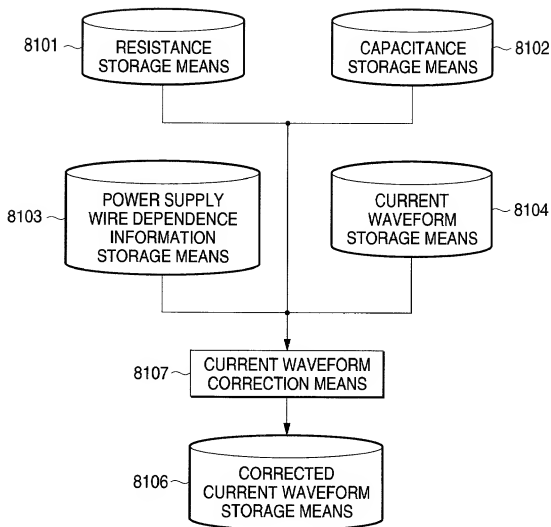 8101
RESISTANCE
STORAGE MEANS
CAPACITANCE
STORAGE MEANS
8102
8103
POWER SUPPLY
WIRE DEPENDENCE
INFORMATION
STORAGE MEANS
CURRENT
WAVEFORM
STORAGE MEANS
8104
8107
CURRENT WAVEFORM
CORRECTION MEANS
8106
CORRECTED
CURRENT WAVEFORM
STORAGE MEANS